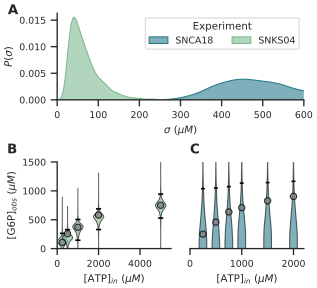 A
Experiment
SNCA18 SNKS04
P(σ)
0.015
0.010
0.005
0.000
0 100 200 300 400 500 600
σ (μM)
B
C
[G6P]obs (μM)
1500
1000
500
0
0 2000 4000
0 1000 2000
[ATP]in (μM)
[ATP]in (μM)